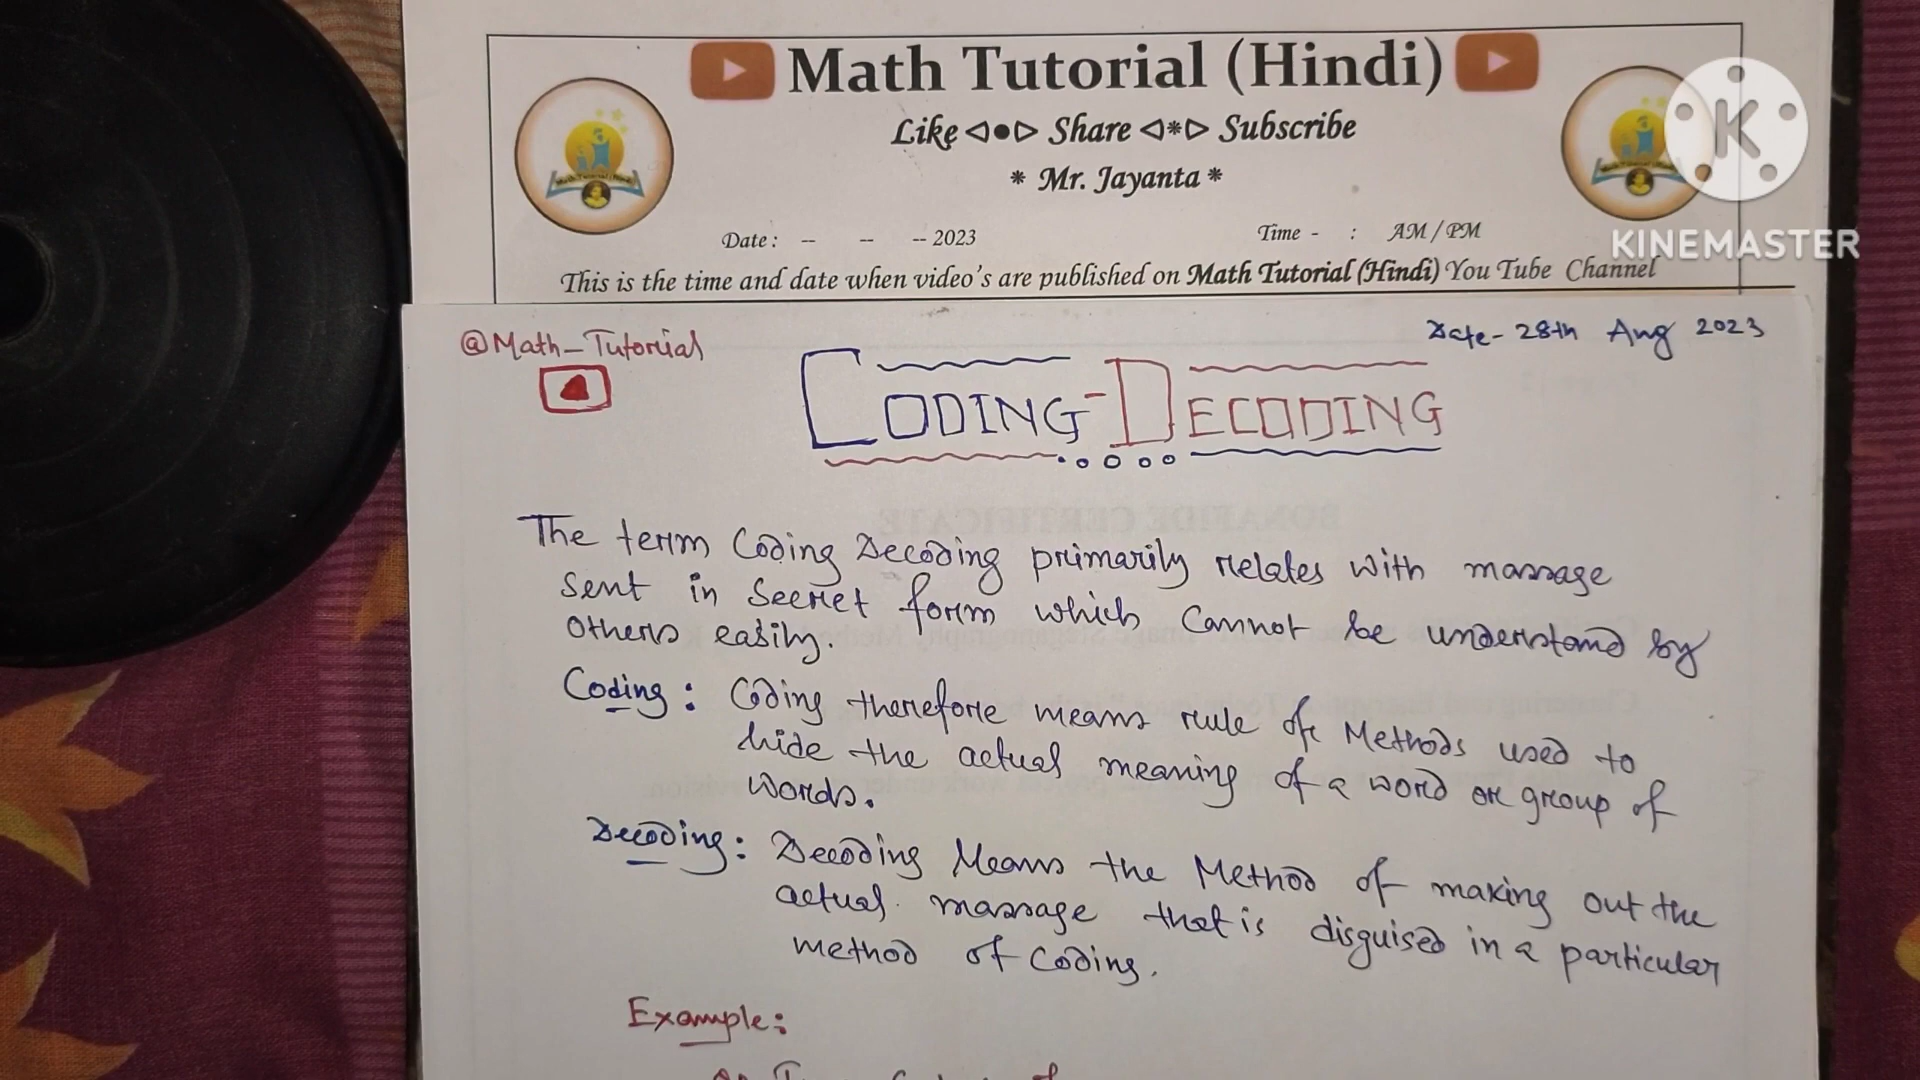 Math Tutorial (Hindi)
Like ◁●▷ Share ◁*▷ Subscribe
* Mr. Jayanta *
Date : -- -- -- 2023 Time - : AM / PM
This is the time and date when video's are published on Math Tutorial (Hindi) You Tube Channel
KINEMASTER
@Math_Tutorial
Date - 28th Aug 2023
CODING-DECODING
The term Coding Decoding primarily relates with massage
sent in Secret form which Cannot be understand by
others easily.
Coding : Coding therefore means rule of Methods used to
hide the actual meaning of a word or group of
words.
Decoding : Decoding Means the Method of making out the
actual massage that is disguised in a particular
method of Coding.
Example :